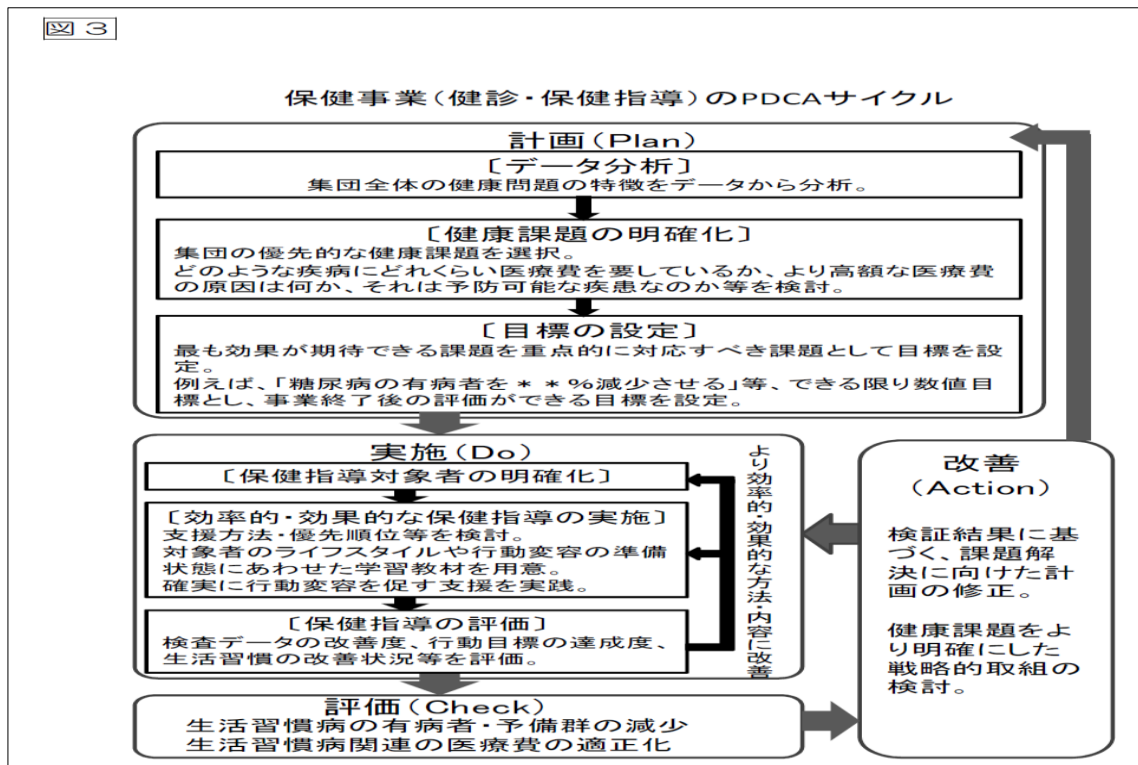 図３
保健事業（健診・保健指導）のPDCAサイクル
計画（Plan）
〔データ分析〕
集団全体の健康問題の特徴をデータから分析。
〔健康課題の明確化〕
集団の優先的な健康課題を選択。
どのような疾病にどれくらい医療費を要しているか、より高額な医療費
の原因は何か、それは予防可能な疾患なのか等を検討。
〔目標の設定〕
最も効果が期待できる課題を重点的に対応すべき課題として目標を設
定。
例えば、「糖尿病の有病者を＊＊％減少させる」等、できる限り数値目
標とし、事業終了後の評価ができる目標を設定。
実施（Do）
〔保健指導対象者の明確化〕
〔効率的・効果的な保健指導の実施〕
支援方法・優先順位等を検討。
対象者のライフスタイルや行動変容の準備
状態にあわせた学習教材を用意。
確実に行動変容を促す支援を実践。
〔保健指導の評価〕
検査データの改善度、行動目標の達成度、
生活習慣の改善状況等を評価。
より効率的・効果的な方法・内容に改善
評価（Check）
生活習慣病の有病者・予備群の減少
生活習慣病関連の医療費の適正化
改善
（Action）
検証結果に基
づく、課題解
決に向けた計
画の修正。
健康課題をよ
り明確にした
戦略的取組の
検討。